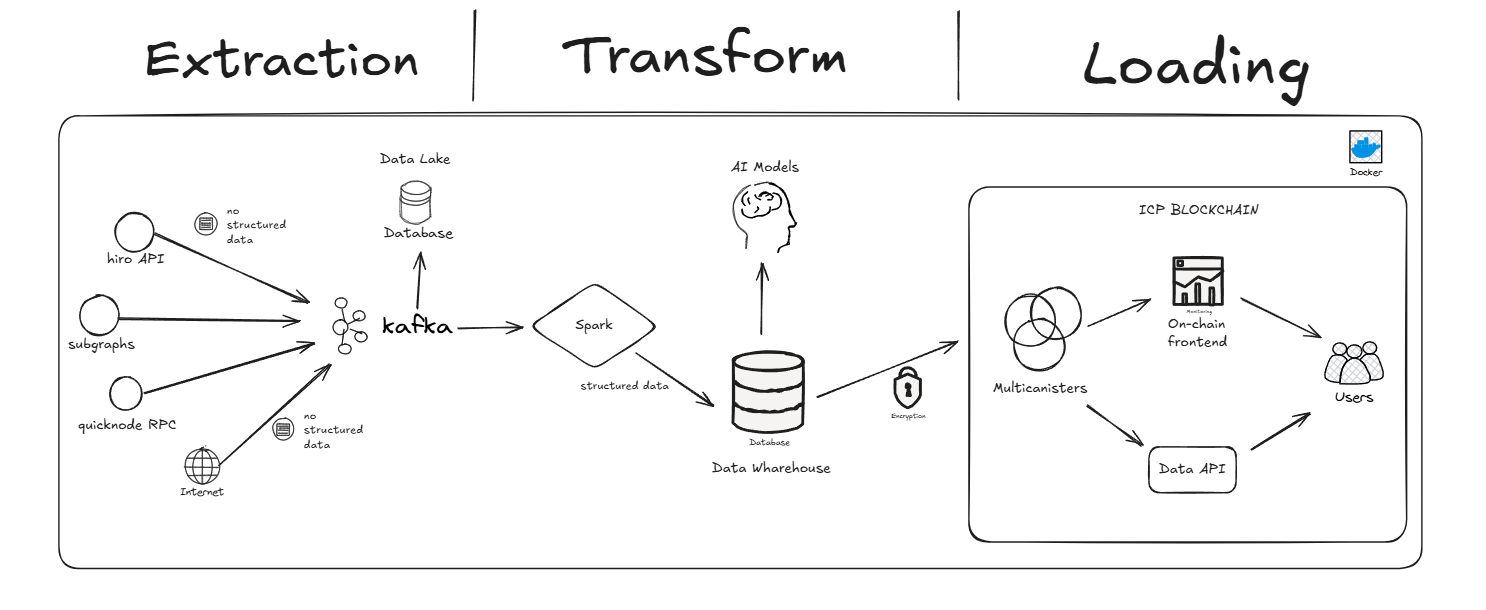 Extraction
Transform
Loading
Docker
Data Lake
Database
no
structured
data
hiro API
subgraphs
quicknode RPC
no
structured
data
Internet
kafka
Spark
structured data
AI Models
Database
Data Wharehouse
Encryption
ICP BLOCKCHAIN
Multicanisters
Monitoring
On-chain
frontend
Data API
Users